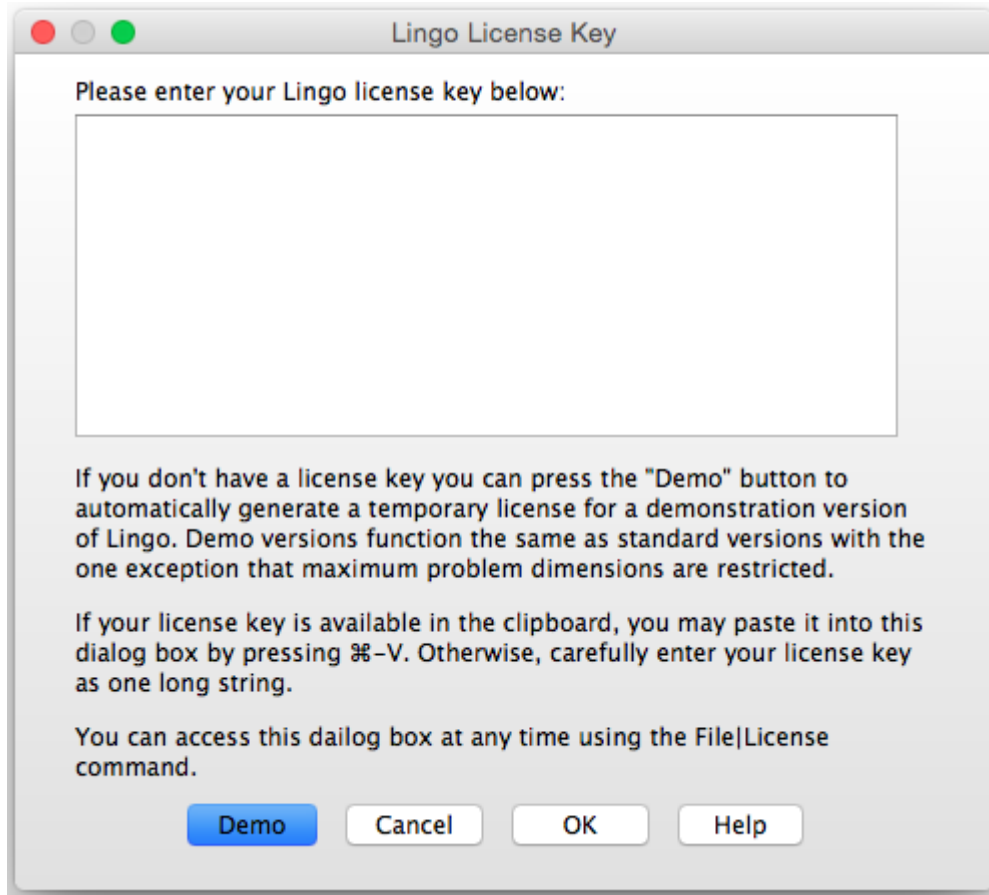 Lingo License Key
Please enter your Lingo license key below:
If you don't have a license key you can press the "Demo" button to
automatically generate a temporary license for a demonstration version
of Lingo. Demo versions function the same as standard versions with the
one exception that maximum problem dimensions are restricted.
If your license key is available in the clipboard, you may paste it into this
dialog box by pressing ⌘-V. Otherwise, carefully enter your license key
as one long string.
You can access this dailog box at any time using the File|License
command.
Demo Cancel OK Help